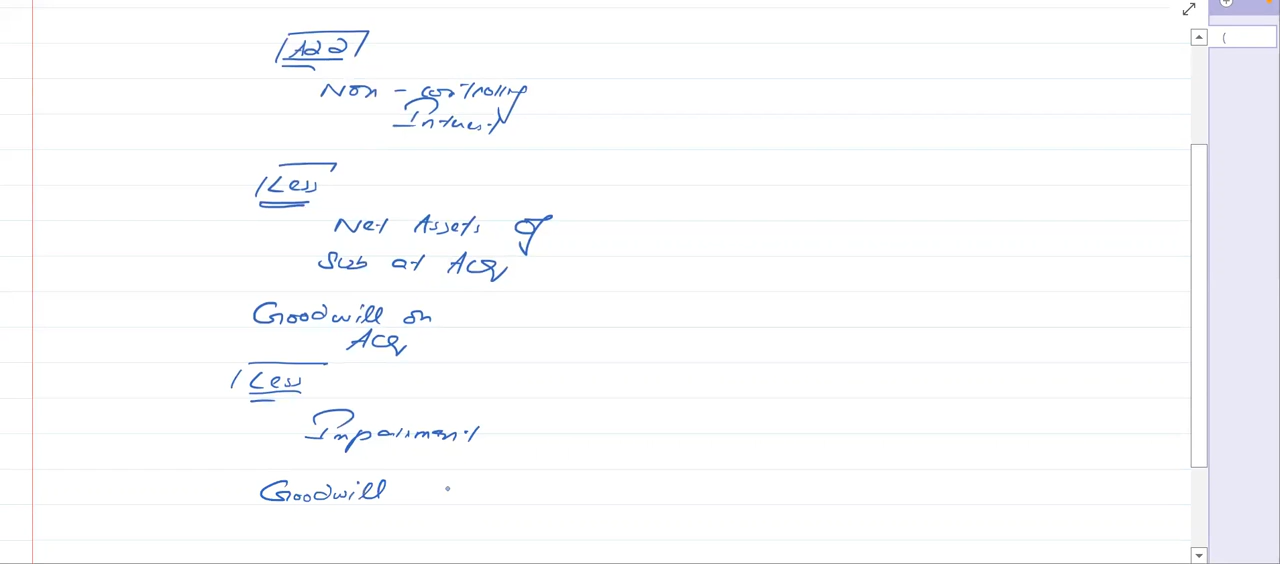 Add
Non-controlling
Interest
Less
Net Assets of
Sub at ACQ
Goodwill on
ACQ
Less
Impairment
Goodwill